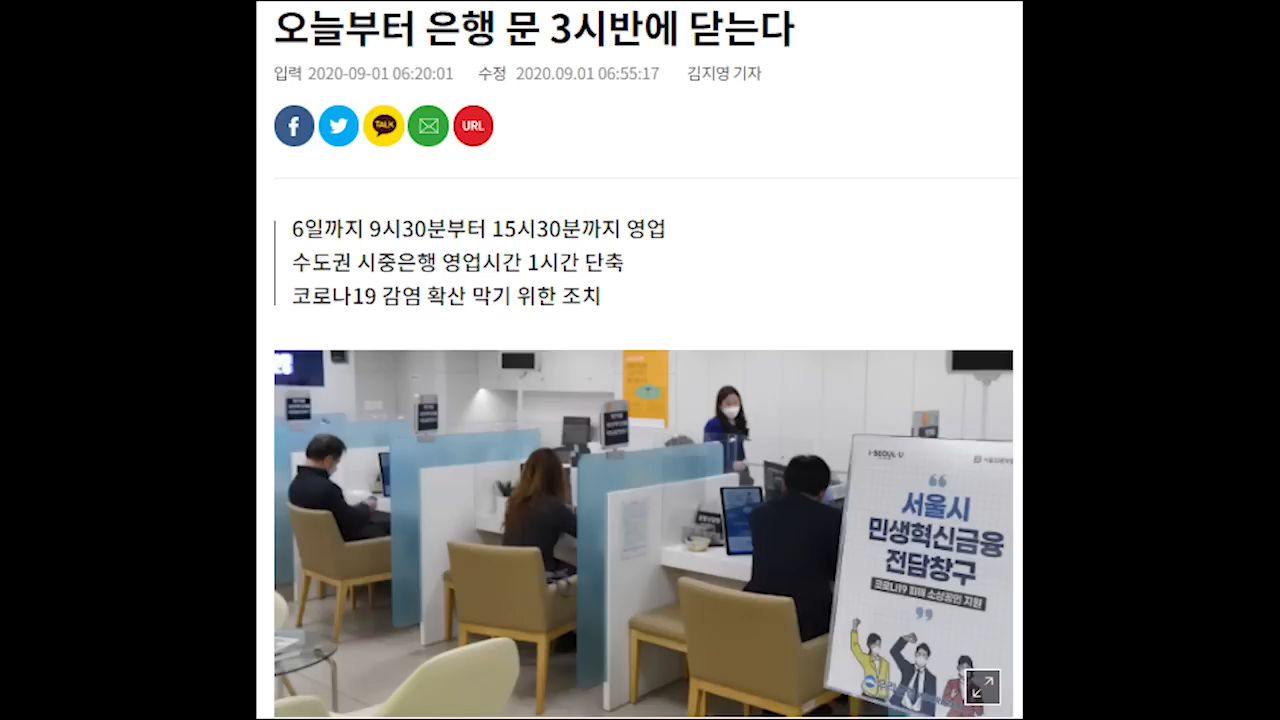 오늘부터 은행 문 3시반에 닫는다
입력 2020-09-01 06:20:01 수정 2020.09.01 06:55:17 김지영 기자
TALK URL
6일까지 9시30분부터 15시30분까지 영업
수도권 시중은행 영업시간 1시간 단축
코로나19 감염 확산 막기 위한 조치
I·SEOUL·U
서울시
민생혁신금융
전담창구
코로나19 피해 소상공인 지원